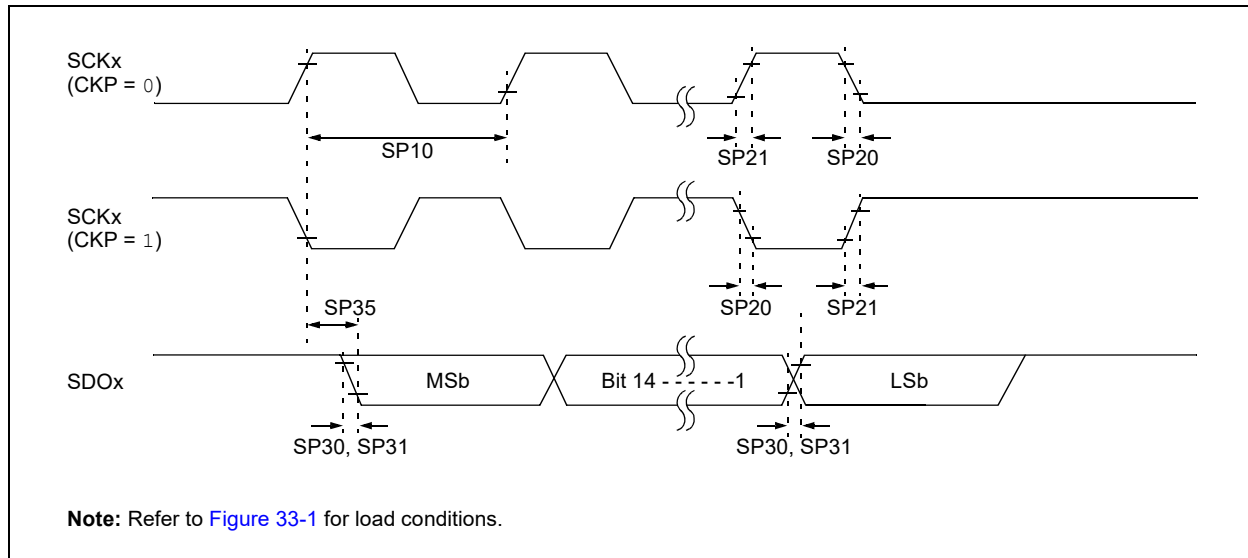 SCKx
(CKP = 0)
SP10
SP21
SP20
SCKx
(CKP = 1)
SP35
SP20
SP21
SDOx
MSb
Bit 14 - - - - - -1
LSb
SP30, SP31
SP30, SP31
Note: Refer to Figure 33-1 for load conditions.